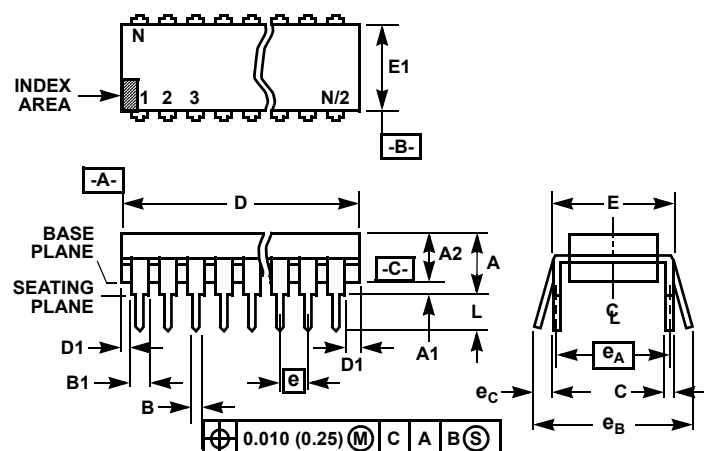 N
E1
INDEX
AREA
1 2 3 N/2
-B-
-A-
D
E
BASE
PLANE
A2
A
-C-
SEATING
PLANE
L
C
L
D1
A1
D1
eA
B1
e
eC
C
B
eB
0.010 (0.25) M C A B S